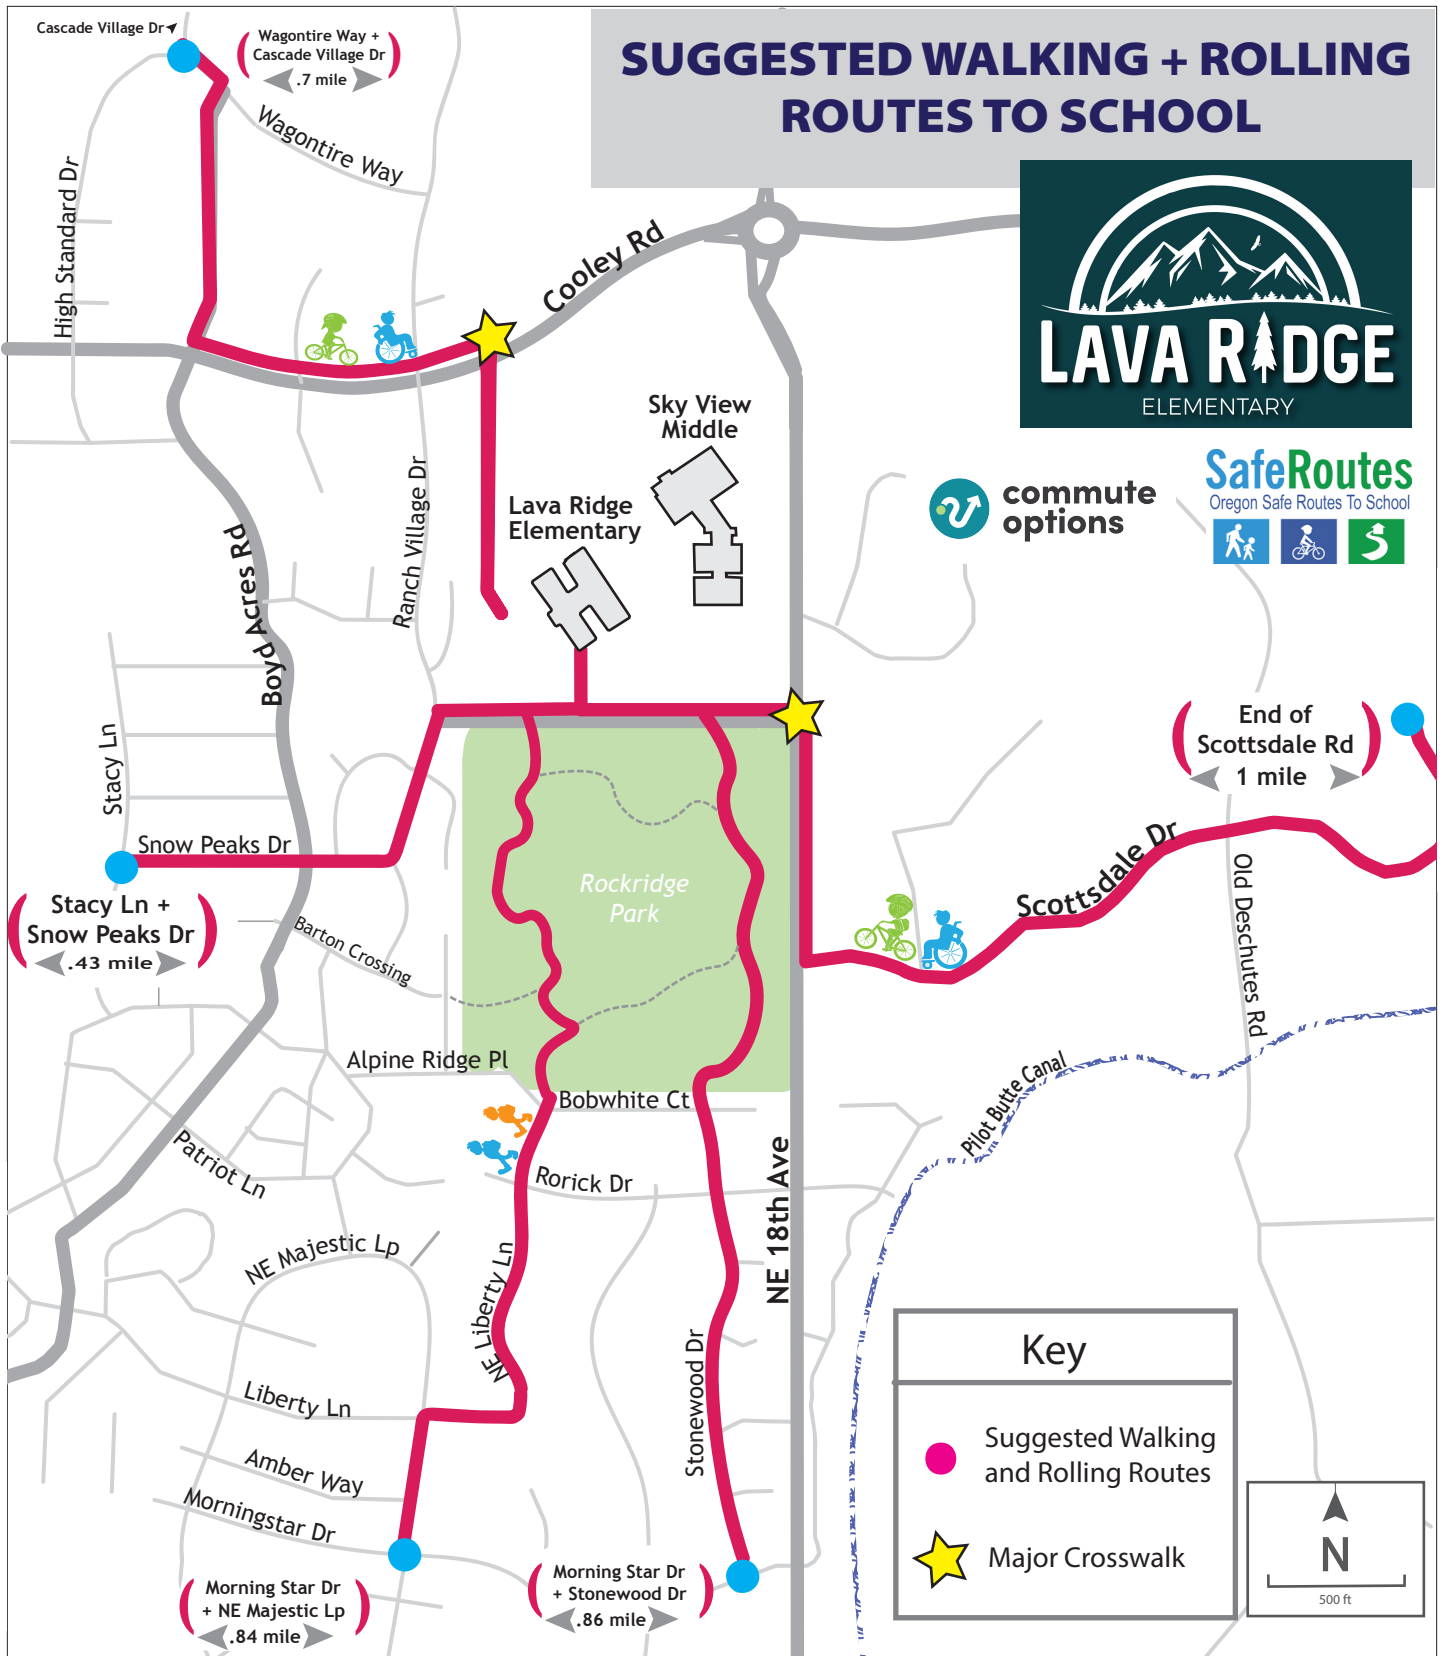 SUGGESTED WALKING + ROLLING
ROUTES TO SCHOOL
Cascade Village Dr
Wagontire Way +
Cascade Village Dr
.7 mile
Wagontire Way
High Standard Dr
Cooley Rd
LAVA RIDGE
ELEMENTARY
Sky View
Middle
Lava Ridge
Elementary
Ranch Village Dr
Boyd Acres Rd
commute
options
SafeRoutes
Oregon Safe Routes To School
End of
Scottsdale Rd
1 mile
Stacy Ln
Snow Peaks Dr
Stacy Ln +
Snow Peaks Dr
.43 mile
Barton Crossing
Rockridge
Park
Scottsdale Dr
Old Deschutes Rd
Alpine Ridge Pl
Bobwhite Ct
Pilot Butte Canal
Patriot Ln
Rorick Dr
NE 18th Ave
NE Majestic Lp
NE Liberty Ln
Stonewood Dr
Liberty Ln
Amber Way
Morningstar Dr
Morning Star Dr
+ NE Majestic Lp
.84 mile
Morning Star Dr
+ Stonewood Dr
.86 mile
Key
Suggested Walking
and Rolling Routes
Major Crosswalk
N
500 ft